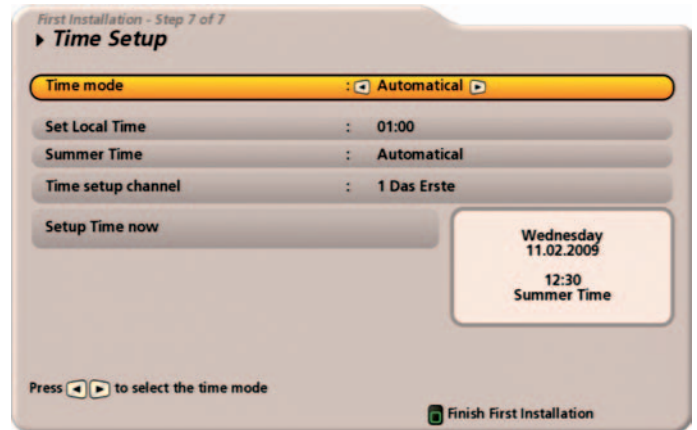 First Installation - Step 7 of 7
Time Setup
Time mode : Automatical
Set Local Time : 01:00
Summer Time : Automatical
Time setup channel : 1 Das Erste
Setup Time now
Wednesday
11.02.2009
12:30
Summer Time
Press to select the time mode
Finish First Installation